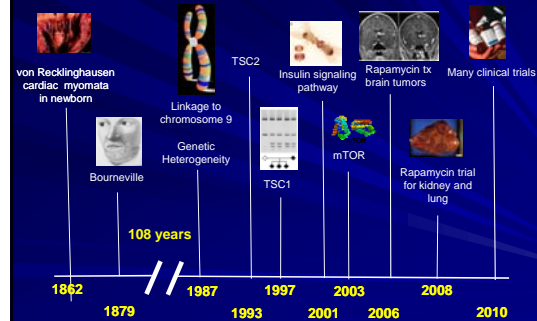 von Recklinghausen
cardiac myomata
in newborn
Bourneville
Linkage to
chromosome 9
Genetic
Heterogeneity
TSC2
TSC1
Insulin signaling
pathway
mTOR
Rapamycin tx
brain tumors
Rapamycin trial
for kidney and
lung
Many clinical trials
108 years
1862
1879
1987
1993
1997
2001
2003
2006
2008
2010